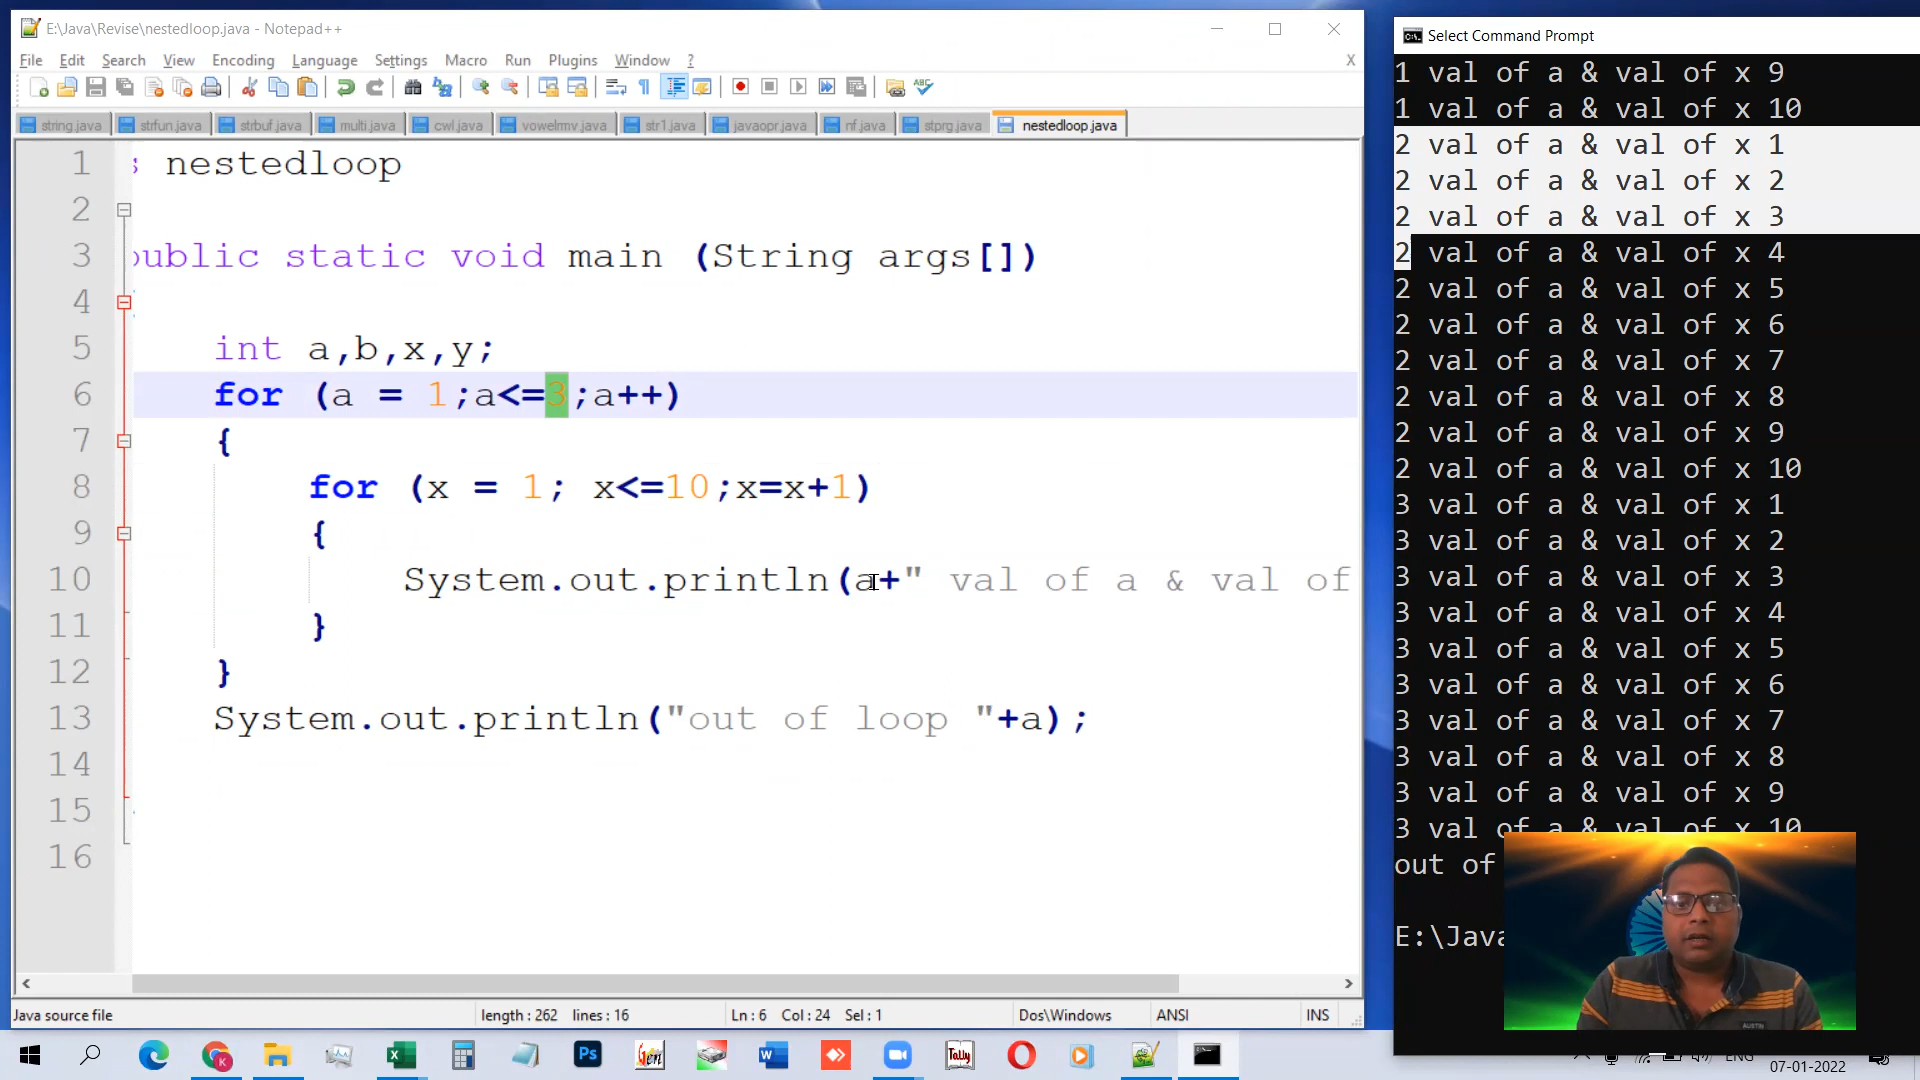 E:\Java\Revise\nestedloop.java - Notepad++
File Edit Search View Encoding Language Settings Macro Run Plugins Window ? X
string.java strfun.java strbuf.java multi.java cwl.java vowelrmv.java str1.java javaopr.java nf.java stprg.java nestedloop.java
1 s nestedloop
2
3 public static void main (String args[])
4
5 int a,b,x,y;
6 for (a = 1;a<=3;a++)
7 {
8 for (x = 1; x<=10;x=x+1)
9 {
10 System.out.println(a+" val of a & val of
11 }
12 }
13 System.out.println("out of loop "+a);
14
15
16
Java source file length : 262 lines : 16 Ln : 6 Col : 24 Sel : 1 Dos\Windows ANSI INS
Select Command Prompt
1 val of a & val of x 9
1 val of a & val of x 10
2 val of a & val of x 1
2 val of a & val of x 2
2 val of a & val of x 3
2 val of a & val of x 4
2 val of a & val of x 5
2 val of a & val of x 6
2 val of a & val of x 7
2 val of a & val of x 8
2 val of a & val of x 9
2 val of a & val of x 10
3 val of a & val of x 1
3 val of a & val of x 2
3 val of a & val of x 3
3 val of a & val of x 4
3 val of a & val of x 5
3 val of a & val of x 6
3 val of a & val of x 7
3 val of a & val of x 8
3 val of a & val of x 9
3 val of a & val of x 10
out of
E:\Java
AUSTIN
Ps Gen Tally
ENG
07-01-2022